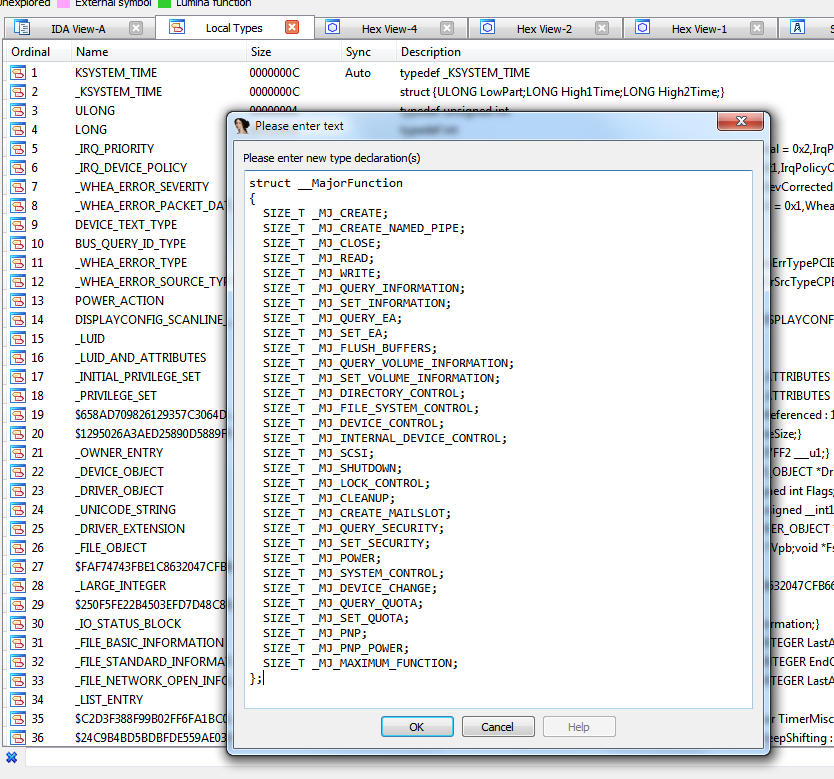 Unexplored External symbol Lumina function
IDA View-A Local Types Hex View-4 Hex View-2 Hex View-1
Ordinal Name Size Sync Description
1 KSYSTEM_TIME 0000000C Auto typedef _KSYSTEM_TIME
2 _KSYSTEM_TIME 0000000C struct {ULONG LowPart;LONG High1Time;LONG High2Time;}
3 ULONG 00000004 typedef unsigned int
4 LONG typedef int
5 _IRQ_PRIORITY
6 _IRQ_DEVICE_POLICY
7 _WHEA_ERROR_SEVERITY
8 _WHEA_ERROR_PACKET_DA
9 DEVICE_TEXT_TYPE
10 BUS_QUERY_ID_TYPE
11 _WHEA_ERROR_TYPE
12 _WHEA_ERROR_SOURCE_TYP
13 POWER_ACTION
14 DISPLAYCONFIG_SCANLINE_
15 _LUID
16 _LUID_AND_ATTRIBUTES
17 _INITIAL_PRIVILEGE_SET
18 _PRIVILEGE_SET
19 $658AD709826129357C3064D
20 $1295026A3AED25890D5889F
21 _OWNER_ENTRY
22 _DEVICE_OBJECT
23 _DRIVER_OBJECT
24 _UNICODE_STRING
25 _DRIVER_EXTENSION
26 _FILE_OBJECT
27 $FAF74743FBE1C8632047CFB
28 _LARGE_INTEGER
29 $250F5FE22B4503EFD7D48C8
30 _IO_STATUS_BLOCK
31 _FILE_BASIC_INFORMATION
32 _FILE_STANDARD_INFORMA
33 _FILE_NETWORK_OPEN_INFO
34 _LIST_ENTRY
35 $C2D3F388F99B02FF6FA1BC0
36 $24C9B4BD5BDBFDE559AE03
Please enter text
Please enter new type declaration(s)
struct __MajorFunction
{
SIZE_T _MJ_CREATE;
SIZE_T _MJ_CREATE_NAMED_PIPE;
SIZE_T _MJ_CLOSE;
SIZE_T _MJ_READ;
SIZE_T _MJ_WRITE;
SIZE_T _MJ_QUERY_INFORMATION;
SIZE_T _MJ_SET_INFORMATION;
SIZE_T _MJ_QUERY_EA;
SIZE_T _MJ_SET_EA;
SIZE_T _MJ_FLUSH_BUFFERS;
SIZE_T _MJ_QUERY_VOLUME_INFORMATION;
SIZE_T _MJ_SET_VOLUME_INFORMATION;
SIZE_T _MJ_DIRECTORY_CONTROL;
SIZE_T _MJ_FILE_SYSTEM_CONTROL;
SIZE_T _MJ_DEVICE_CONTROL;
SIZE_T _MJ_INTERNAL_DEVICE_CONTROL;
SIZE_T _MJ_SCSI;
SIZE_T _MJ_SHUTDOWN;
SIZE_T _MJ_LOCK_CONTROL;
SIZE_T _MJ_CLEANUP;
SIZE_T _MJ_CREATE_MAILSLOT;
SIZE_T _MJ_QUERY_SECURITY;
SIZE_T _MJ_SET_SECURITY;
SIZE_T _MJ_POWER;
SIZE_T _MJ_SYSTEM_CONTROL;
SIZE_T _MJ_DEVICE_CHANGE;
SIZE_T _MJ_QUERY_QUOTA;
SIZE_T _MJ_SET_QUOTA;
SIZE_T _MJ_PNP;
SIZE_T _MJ_PNP_POWER;
SIZE_T _MJ_MAXIMUM_FUNCTION;
};
OK Cancel Help
al = 0x2,IrqP
1,IrqPolicyO
evCorrected
= 0x1,Whea
ErrTypePCIE
rSrcTypeCPE
SPLAYCONF
ATTRIBUTES
ATTRIBUTES
eferenced : 1
eSize;}
FF2 ___u1;}
_OBJECT *Dr
ned int Flags;
signed __int1
ER_OBJECT *
Vpb;void *Fs
632047CFB66
rmation;}
TEGER LastA
TEGER EndO
TEGER LastA
r TimerMisc
eepShifting :